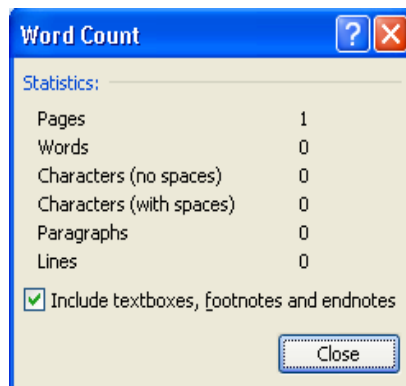 Word Count
Statistics:
Pages 1
Words 0
Characters (no spaces) 0
Characters (with spaces) 0
Paragraphs 0
Lines 0
Include textboxes, footnotes and endnotes
Close